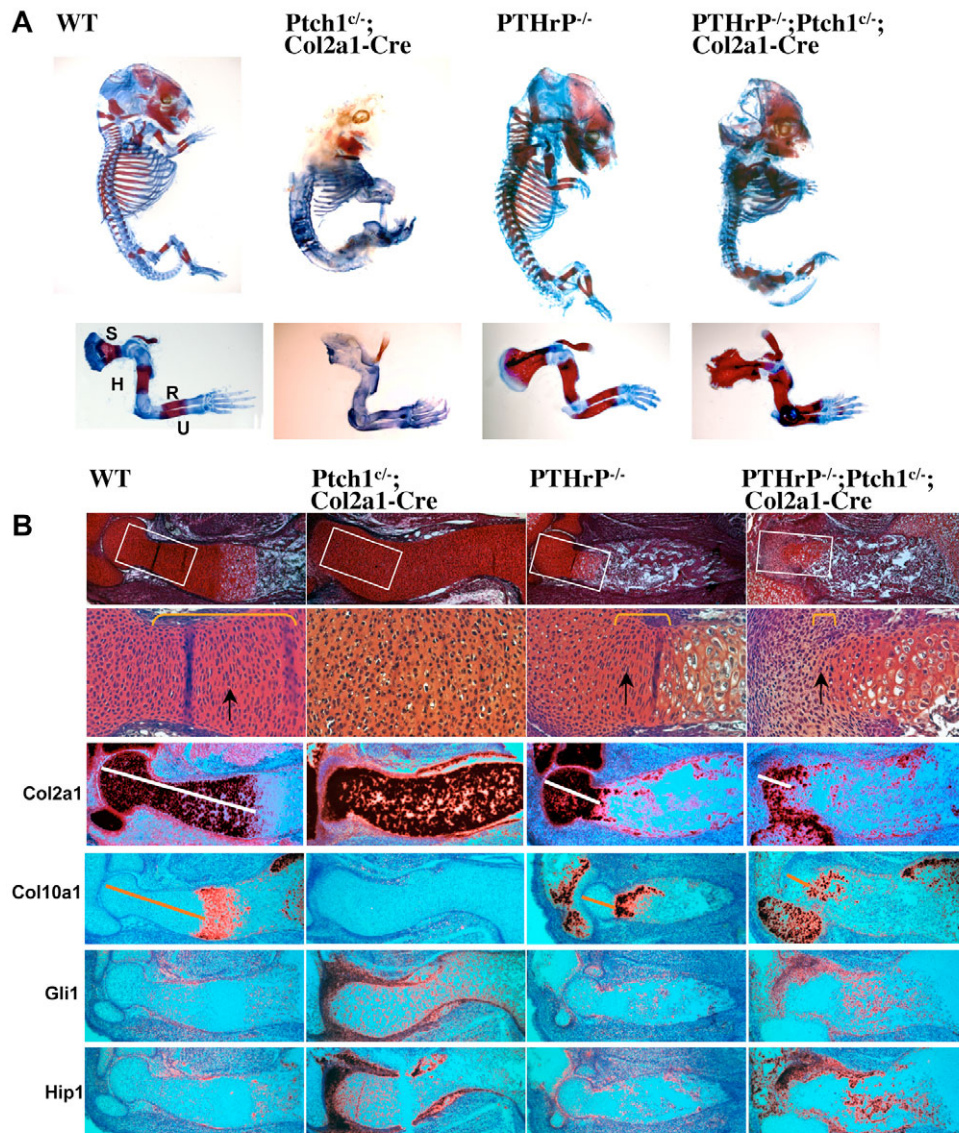 A
WT
Ptch1c/-;
Col2a1-Cre
PTHrP-/-
PTHrP-/-;Ptch1c/-;
Col2a1-Cre
S
H
R
U
B
WT
Ptch1c/-;
Col2a1-Cre
PTHrP-/-
PTHrP-/-;Ptch1c/-;
Col2a1-Cre
Col2a1
Col10a1
Gli1
Hip1